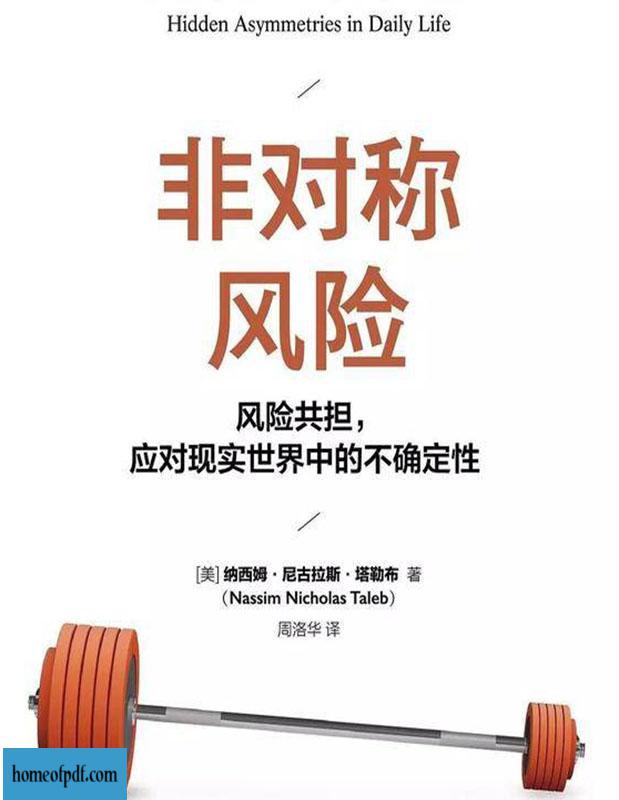 Hidden Asymmetries in Daily Life
非对称
风险
风险共担，
应对现实世界中的不确定性
[美] 纳西姆·尼古拉斯·塔勒布 著
（Nassim Nicholas Taleb）
周洛华 译
homeofpdf.com